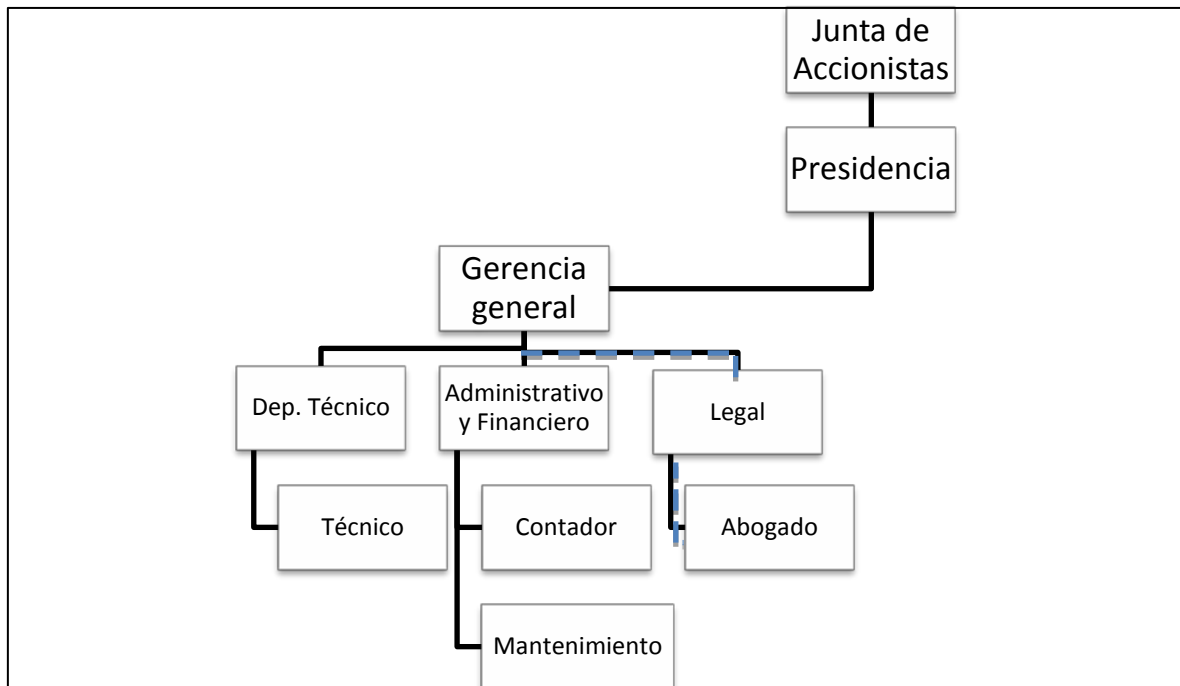 Junta de
Accionistas
Presidencia
Gerencia
general
Dep. Técnico
Administrativo
y Financiero
Legal
Técnico
Contador
Abogado
Mantenimiento